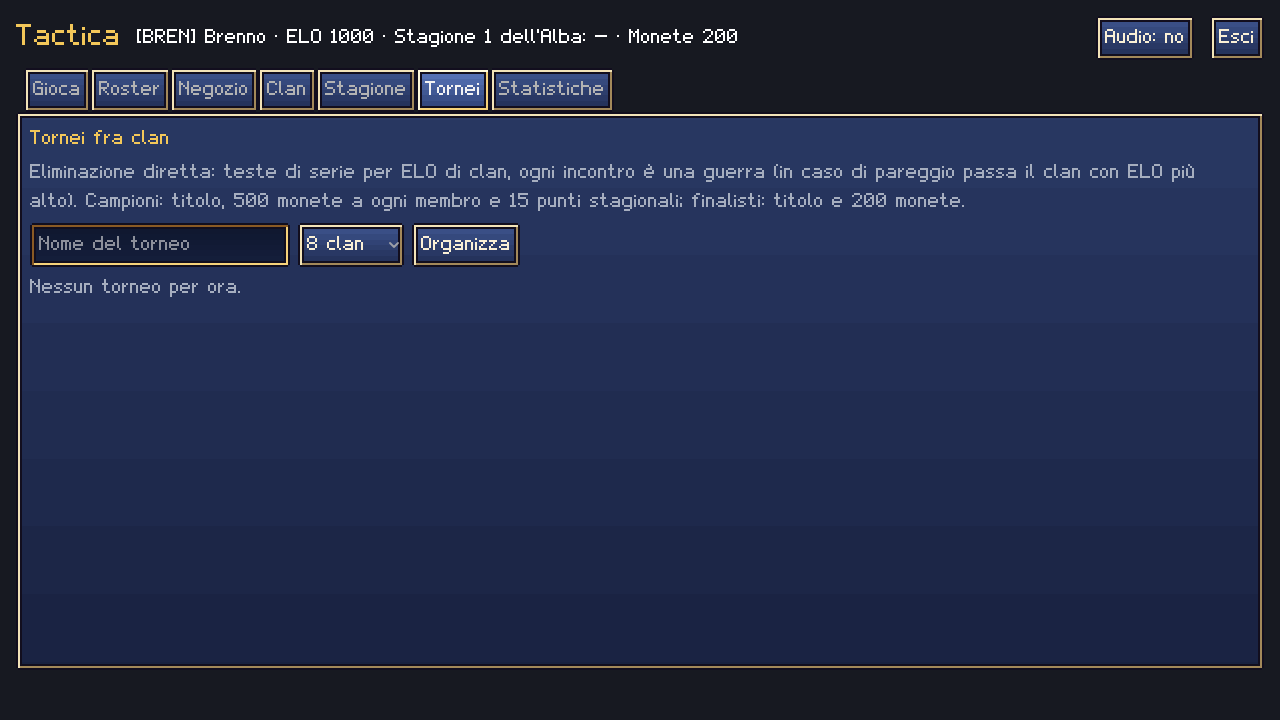 Tactica [BREN] Brenno · ELO 1000 · Stagione 1 dell'Alba: — · Monete 200 Audio: no Esci
Gioca Roster Negozio Clan Stagione Tornei Statistiche
Tornei fra clan
Eliminazione diretta: teste di serie per ELO di clan, ogni incontro è una guerra (in caso di pareggio passa il clan con ELO più
alto). Campioni: titolo, 500 monete a ogni membro e 15 punti stagionali; finalisti: titolo e 200 monete.
Nome del torneo 8 clan Organizza
Nessun torneo per ora.